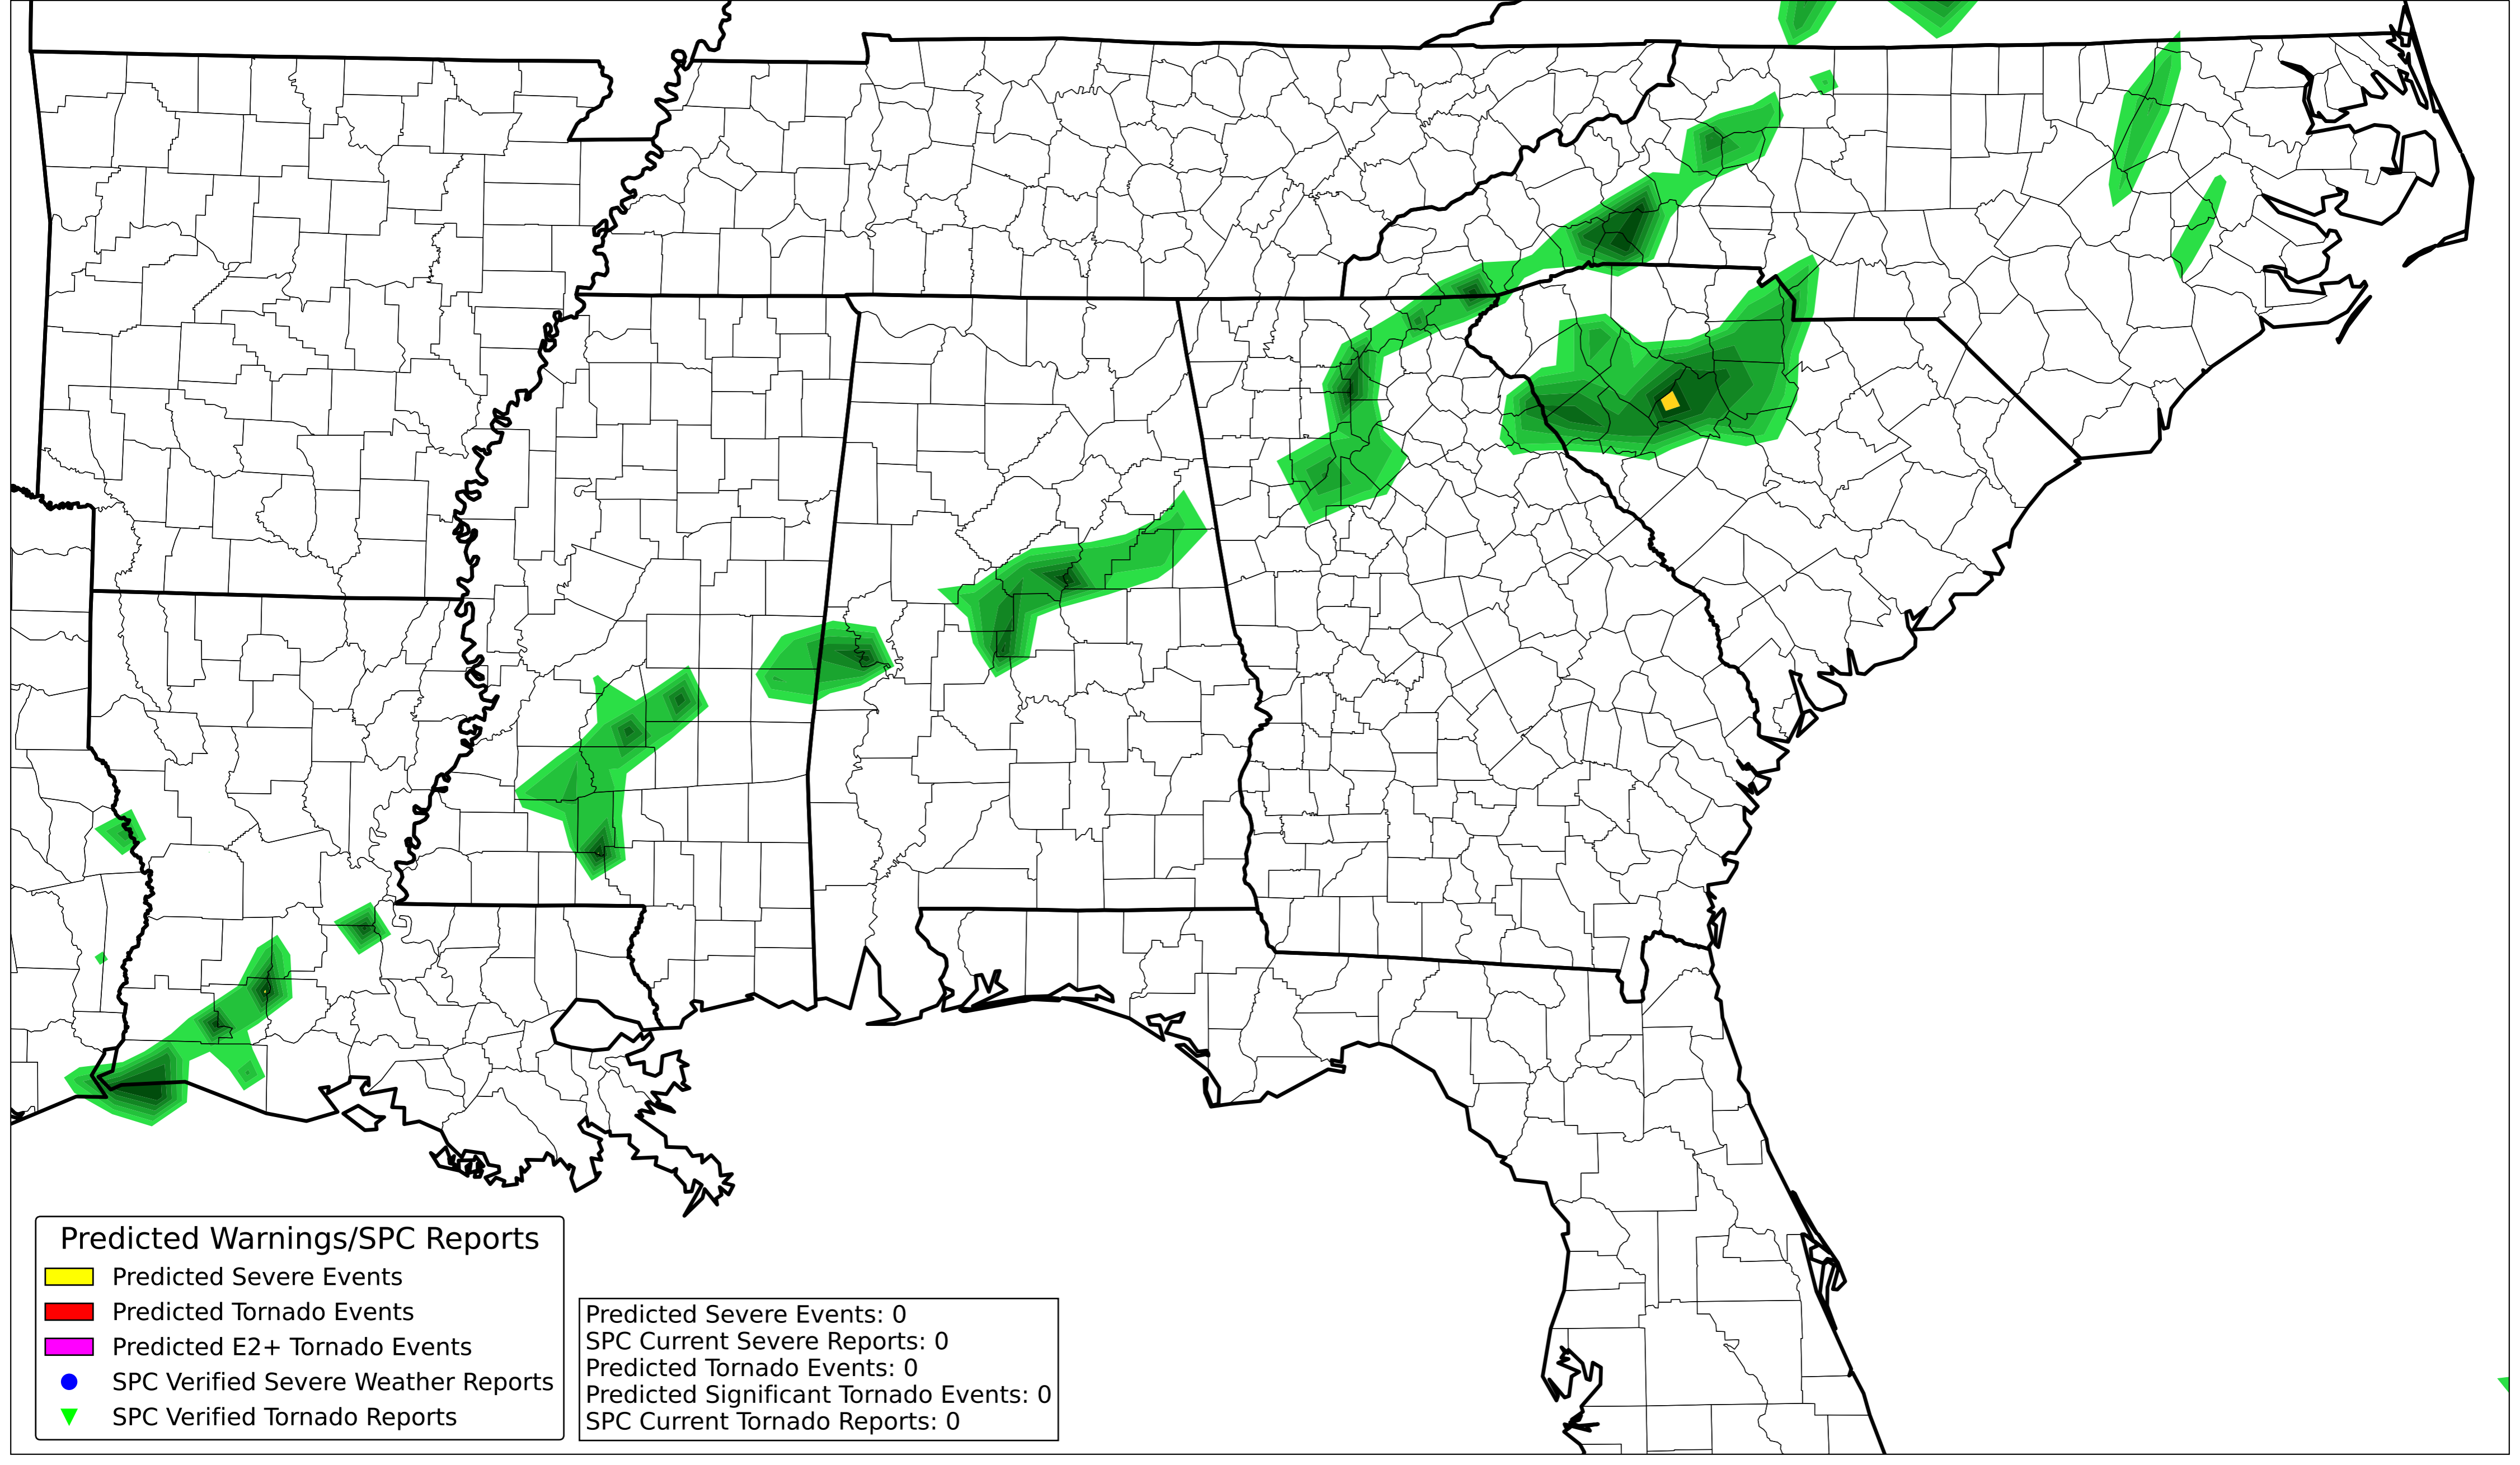 Predicted Warnings/SPC Reports
Predicted Severe Events
Predicted Tornado Events
Predicted E2+ Tornado Events
SPC Verified Severe Weather Reports
SPC Verified Tornado Reports
Predicted Severe Events: 0
SPC Current Severe Reports: 0
Predicted Tornado Events: 0
Predicted Significant Tornado Events: 0
SPC Current Tornado Reports: 0